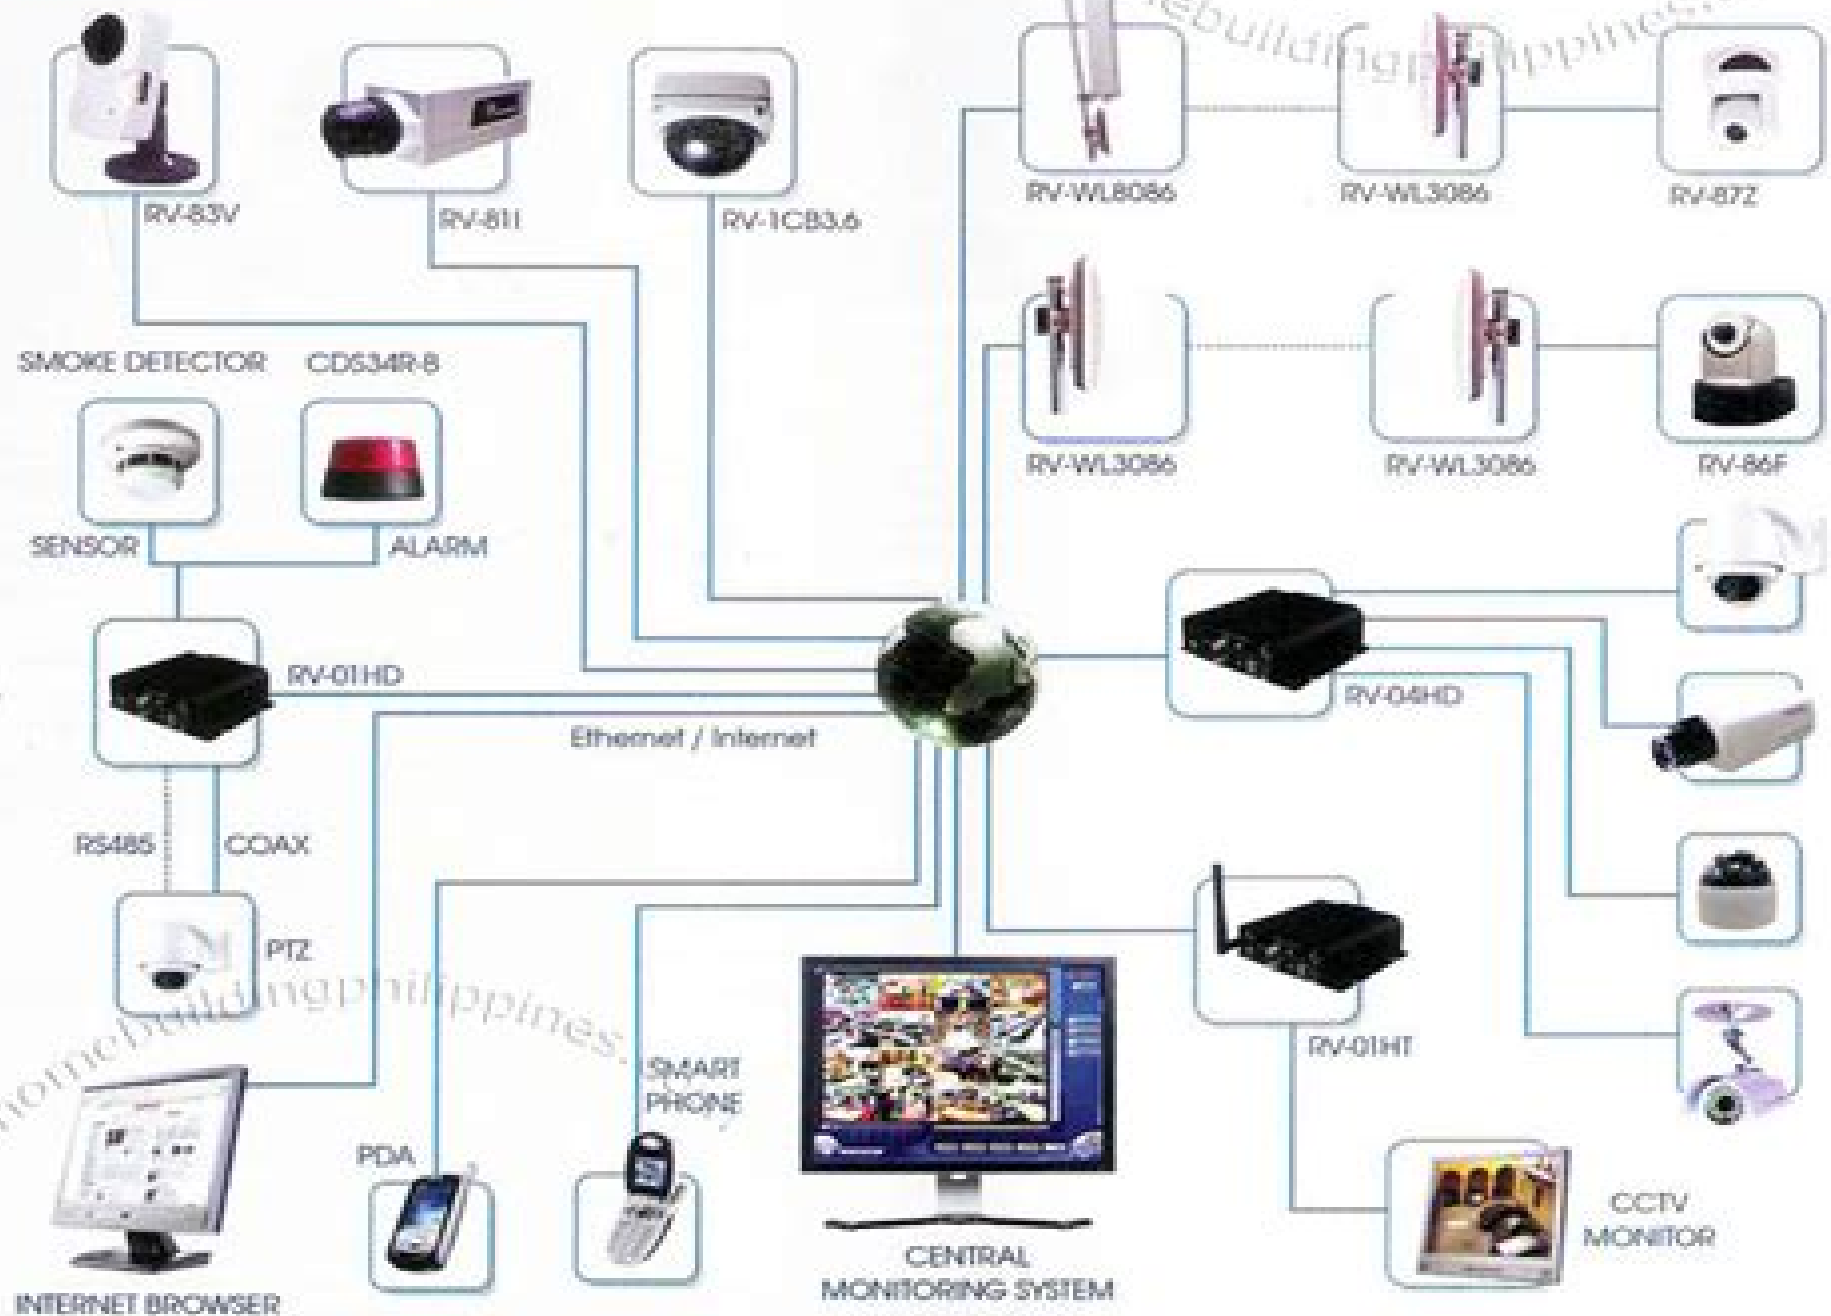 RV-83V
RV-81I
RV-1CB3.6
RV-WL8086
RV-WL3086
RV-87Z
SMOKE DETECTOR
CDS34R-8
RV-WL3086
RV-WL3086
RV-86F
SENSOR
ALARM
RV-01HD
RV-04HD
Ethernet / Internet
RS485
COAX
PTZ
homebuildingphilippines.
RV-01HT
SMART
PHONE
PDA
CCTV
MONITOR
CENTRAL
MONITORING SYSTEM
INTERNET BROWSER